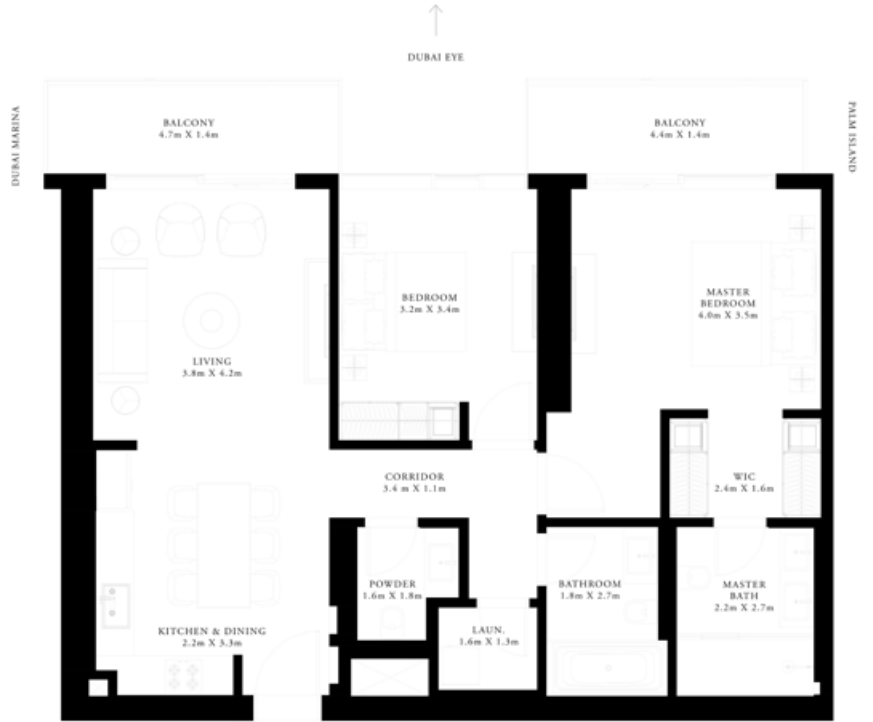 DUBAI EYE
DUBAI MARINA
PALM ISLAND
BALCONY
4.7m X 1.4m
BALCONY
4.4m X 1.4m
BEDROOM
3.2m X 3.4m
MASTER
BEDROOM
4.0m X 3.5m
LIVING
3.8m X 4.2m
CORRIDOR
3.4 m X 1.1m
WIC
2.4m X 1.6m
POWDER
1.6m X 1.8m
BATHROOM
1.8m X 2.7m
MASTER
BATH
2.2m X 2.7m
KITCHEN & DINING
2.2m X 3.3m
LAUN.
1.6m X 1.3m